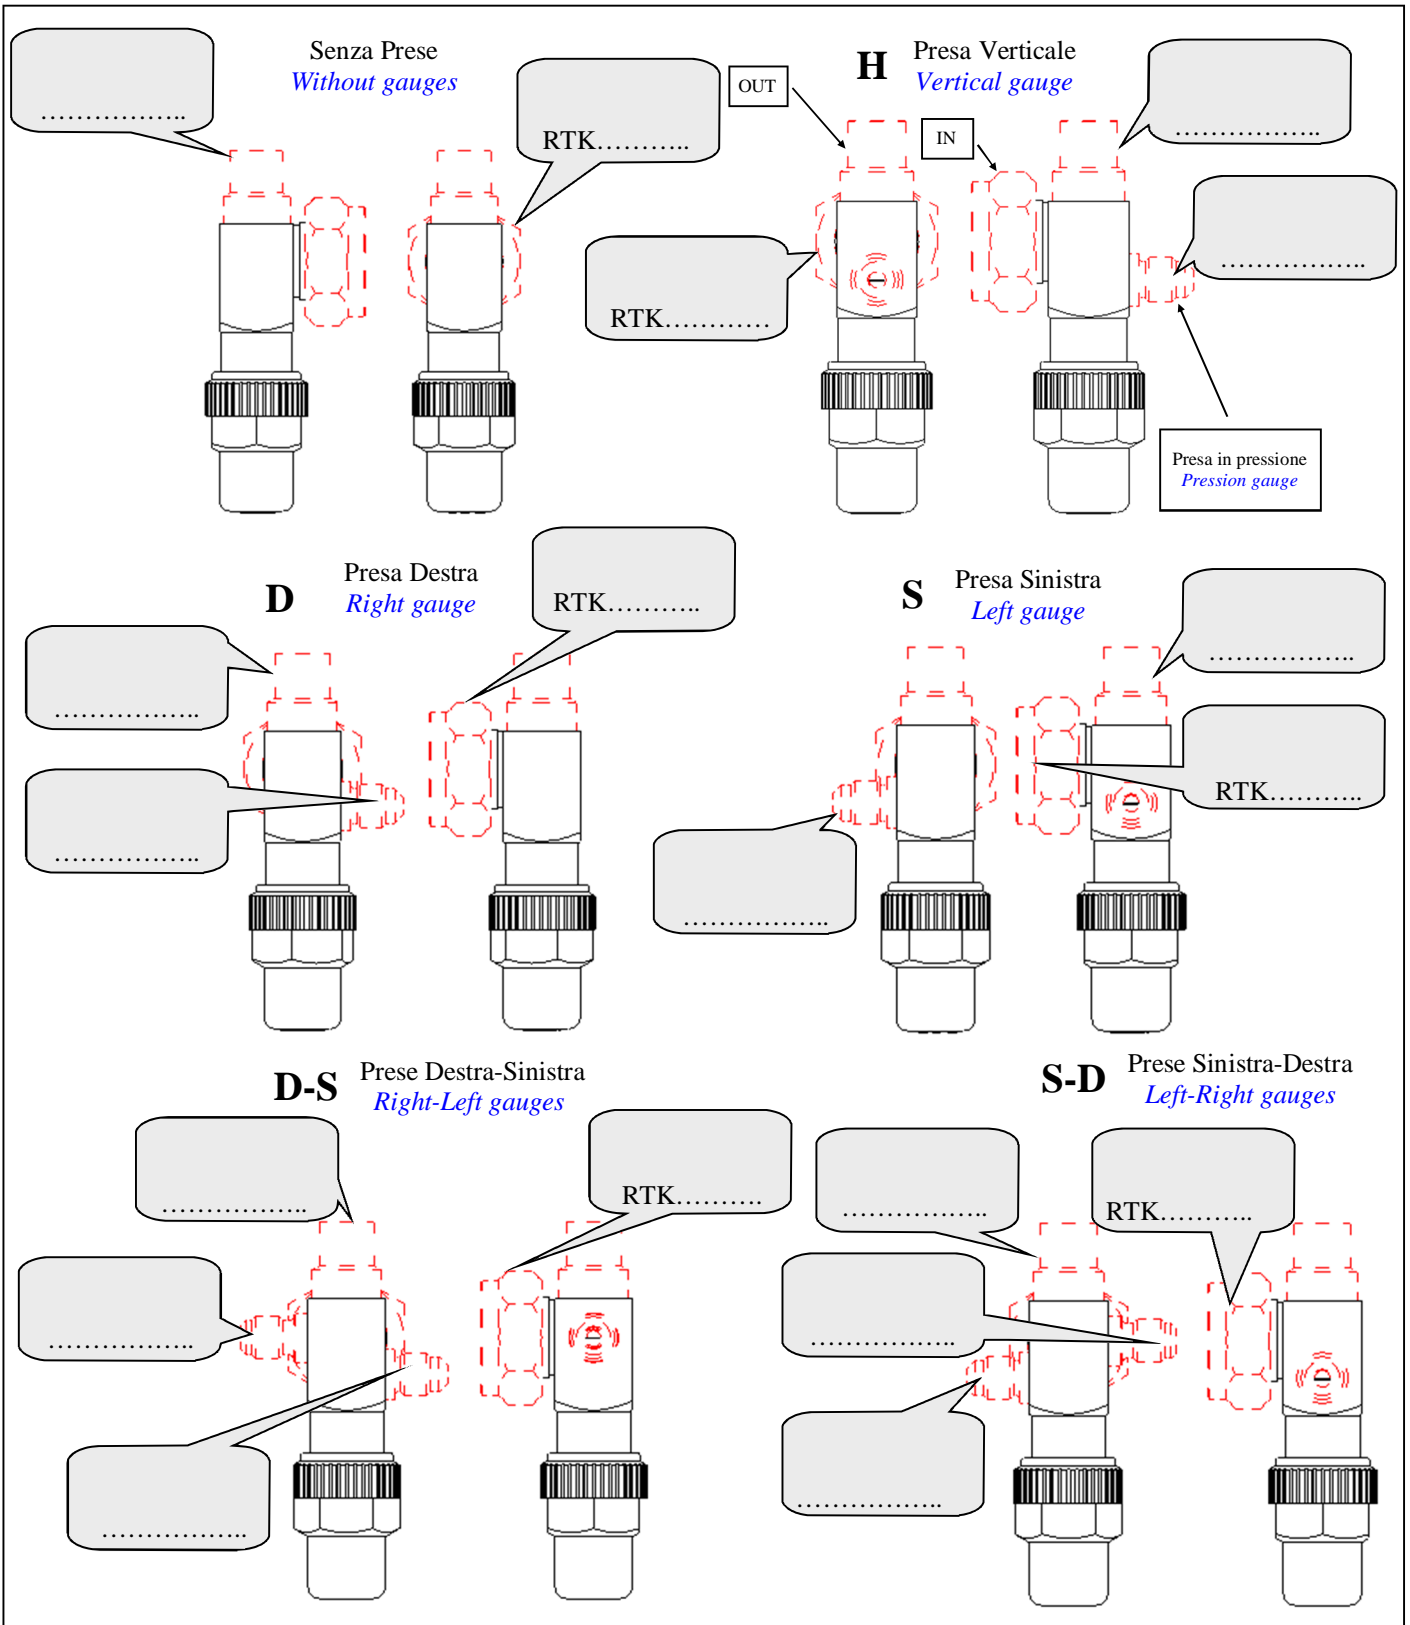 Senza Prese
Without gauges
H
Presa Verticale
Vertical gauge
OUT
IN
……………..
RTK………..
……………..
……………..
RTK…………
Presa in pressione
Pression gauge
D
Presa Destra
Right gauge
RTK………..
……………..
……………..
S
Presa Sinistra
Left gauge
……………..
RTK………..
……………..
D-S
Prese Destra-Sinistra
Right-Left gauges
……………..
RTK……….
……………..
……………..
S-D
Prese Sinistra-Destra
Left-Right gauges
……………..
RTK………..
……………..
……………..